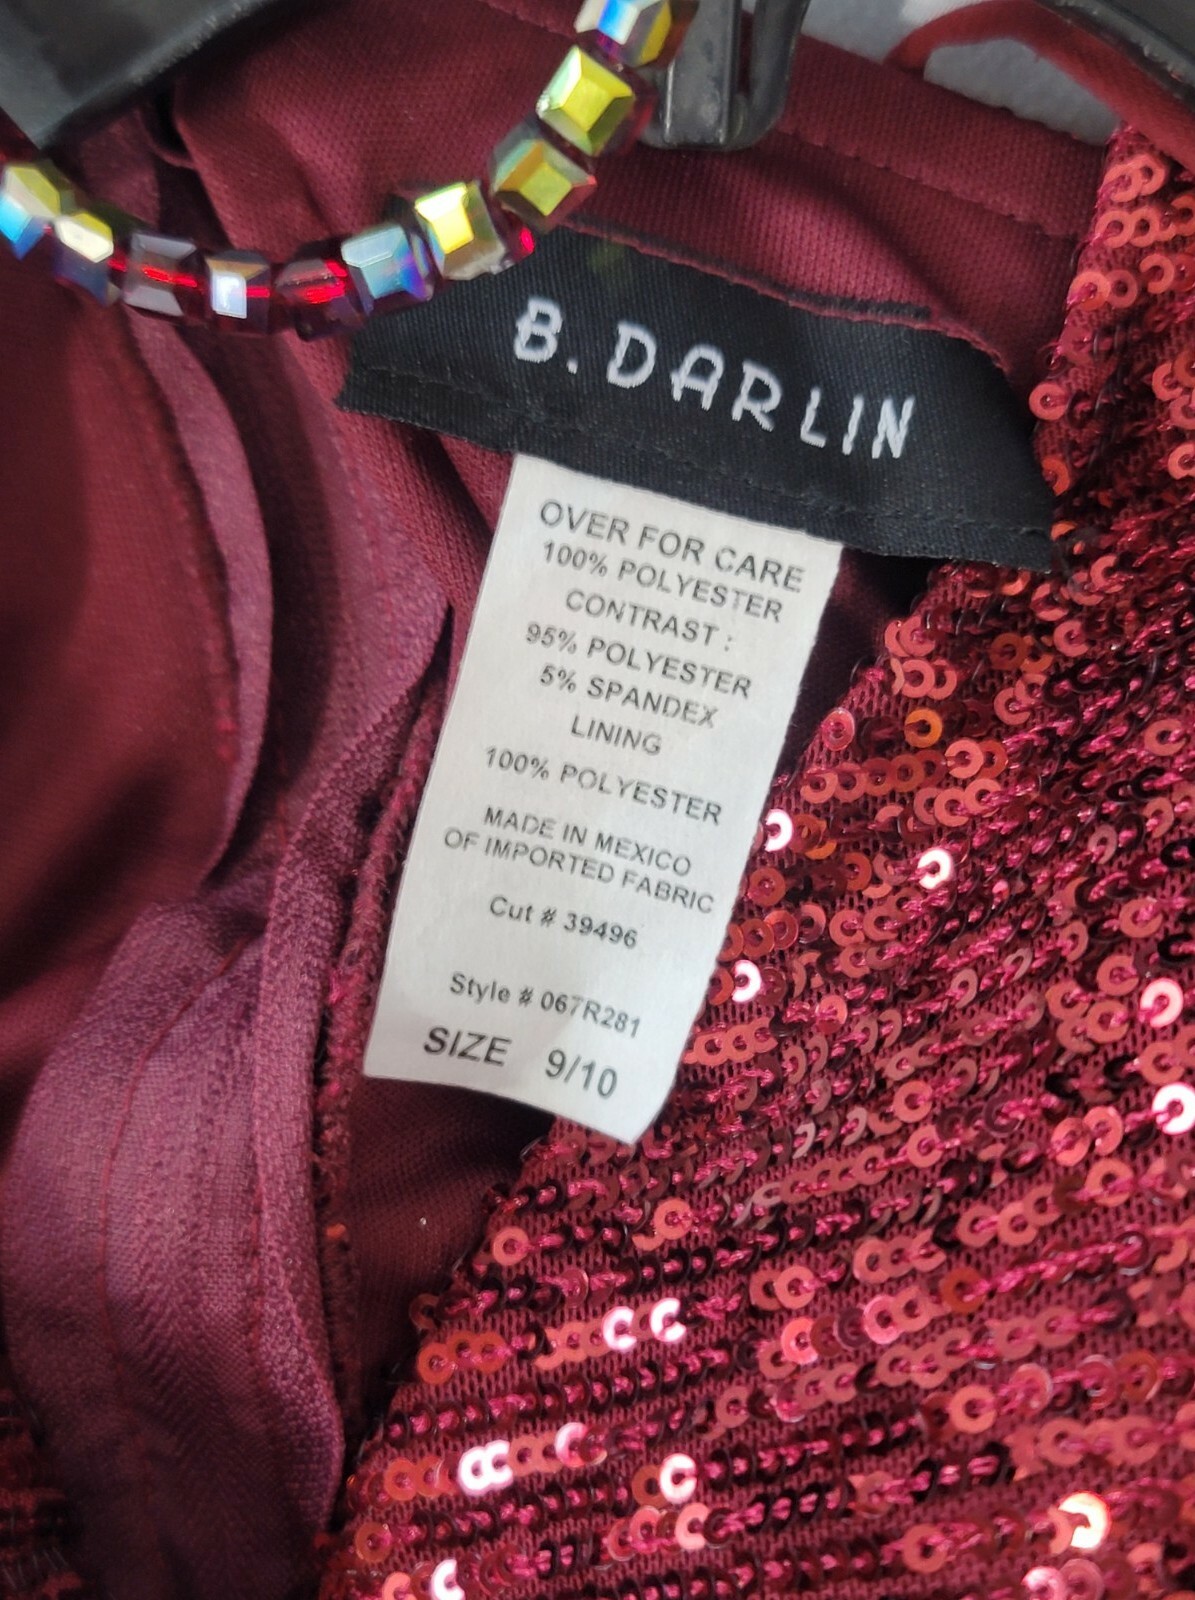 B. DARLIN
OVER FOR CARE
100% POLYESTER
CONTRAST :
95% POLYESTER
5% SPANDEX
LINING
100% POLYESTER
MADE IN MEXICO
OF IMPORTED FABRIC
Cut # 39496
Style # 067R281
SIZE 9/10